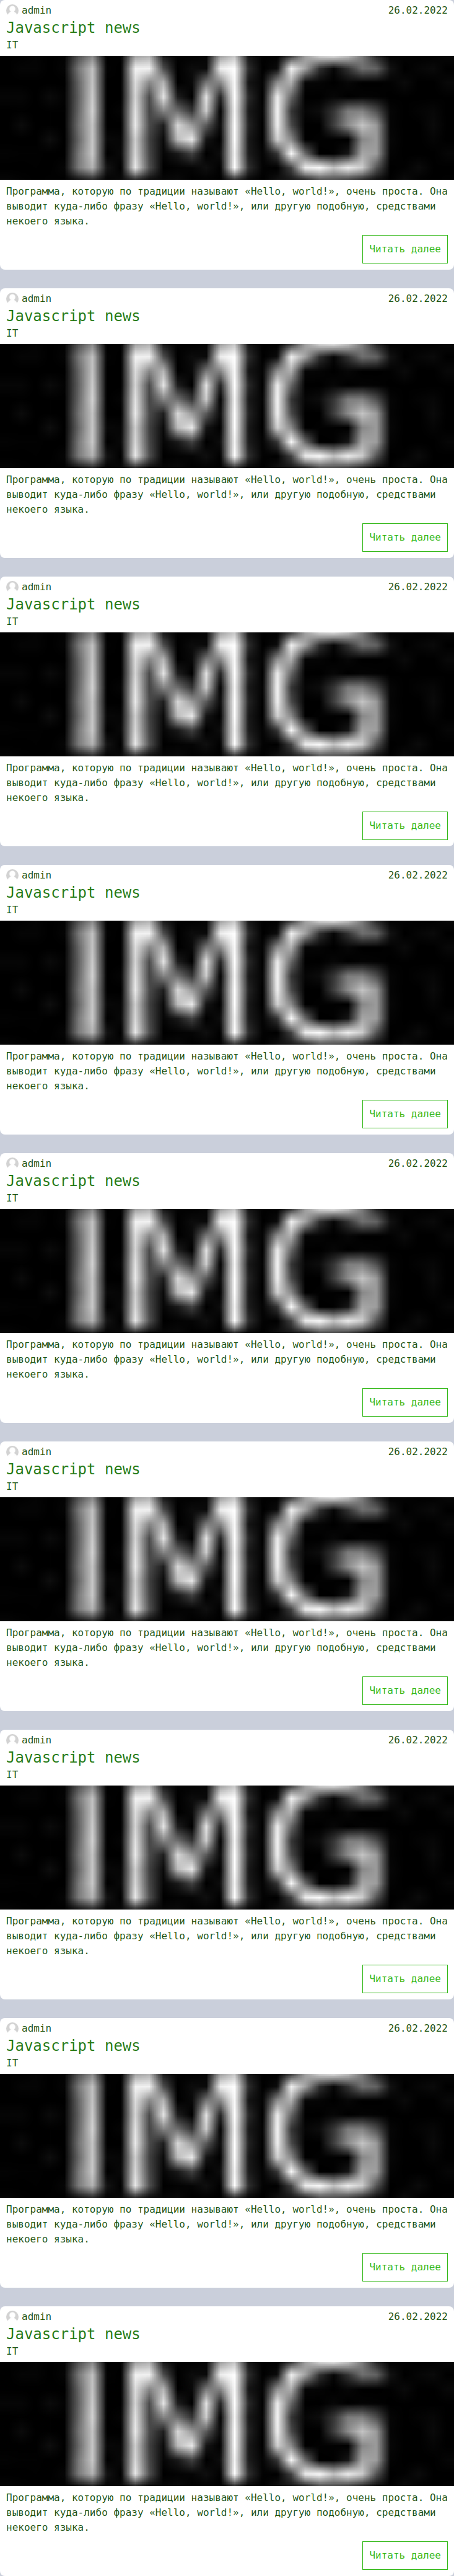 admin 26.02.2022
Javascript news
IT
IMG
Программа, которую по традиции называют «Hello, world!», очень проста. Она
выводит куда-либо фразу «Hello, world!», или другую подобную, средствами
некоего языка.
Читать далее
admin 26.02.2022
Javascript news
IT
IMG
Программа, которую по традиции называют «Hello, world!», очень проста. Она
выводит куда-либо фразу «Hello, world!», или другую подобную, средствами
некоего языка.
Читать далее
admin 26.02.2022
Javascript news
IT
IMG
Программа, которую по традиции называют «Hello, world!», очень проста. Она
выводит куда-либо фразу «Hello, world!», или другую подобную, средствами
некоего языка.
Читать далее
admin 26.02.2022
Javascript news
IT
IMG
Программа, которую по традиции называют «Hello, world!», очень проста. Она
выводит куда-либо фразу «Hello, world!», или другую подобную, средствами
некоего языка.
Читать далее
admin 26.02.2022
Javascript news
IT
IMG
Программа, которую по традиции называют «Hello, world!», очень проста. Она
выводит куда-либо фразу «Hello, world!», или другую подобную, средствами
некоего языка.
Читать далее
admin 26.02.2022
Javascript news
IT
IMG
Программа, которую по традиции называют «Hello, world!», очень проста. Она
выводит куда-либо фразу «Hello, world!», или другую подобную, средствами
некоего языка.
Читать далее
admin 26.02.2022
Javascript news
IT
IMG
Программа, которую по традиции называют «Hello, world!», очень проста. Она
выводит куда-либо фразу «Hello, world!», или другую подобную, средствами
некоего языка.
Читать далее
admin 26.02.2022
Javascript news
IT
IMG
Программа, которую по традиции называют «Hello, world!», очень проста. Она
выводит куда-либо фразу «Hello, world!», или другую подобную, средствами
некоего языка.
Читать далее
admin 26.02.2022
Javascript news
IT
IMG
Программа, которую по традиции называют «Hello, world!», очень проста. Она
выводит куда-либо фразу «Hello, world!», или другую подобную, средствами
некоего языка.
Читать далее